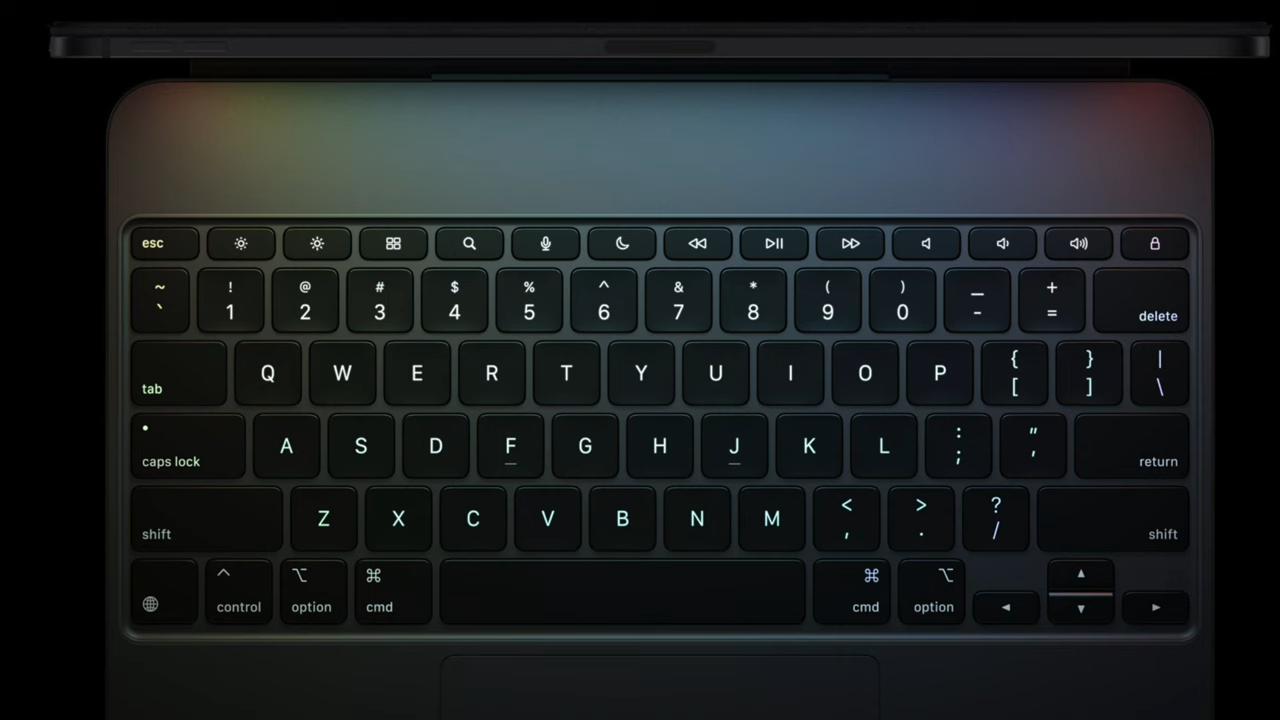 esc
~ ! @ # $ % ^ & * ( ) _ +
` 1 2 3 4 5 6 7 8 9 0 - = delete
tab Q W E R T Y U I O P { } |
[ ] \
caps lock A S D F G H J K L : "
; '
return
shift Z X C V B N M < > ?
, . / shift
^ ⌥ ⌘ ⌘ ⌥
control option cmd cmd option